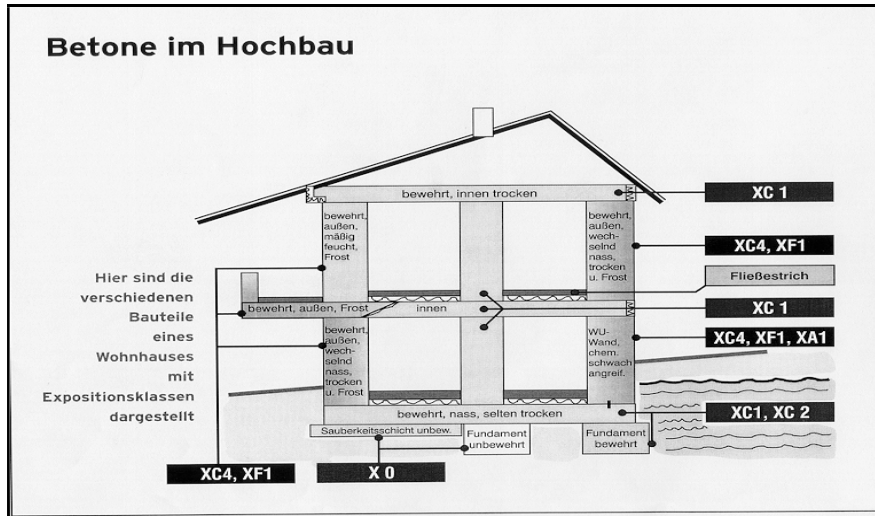 Betone im Hochbau
bewehrt, innen trocken
XC 1
bewehrt,
außen,
mäßig
feucht,
Frost
bewehrt,
außen,
wech-
selnd
nass,
trocken
u. Frost
XC4, XF1
Fließestrich
Hier sind die
verschiedenen
Bauteile
eines
Wohnhauses
mit
Expositionsklassen
dargestellt
bewehrt, außen, Frost
innen
XC 1
bewehrt,
außen,
wech-
selnd
nass,
trocken
u. Frost
WU-
Wand,
chem.
schwach
angreif.
XC4, XF1, XA1
bewehrt, nass, selten trocken
XC1, XC 2
Sauberkeitsschicht unbew.
Fundament
unbewehrt
Fundament
bewehrt
XC4, XF1
X 0